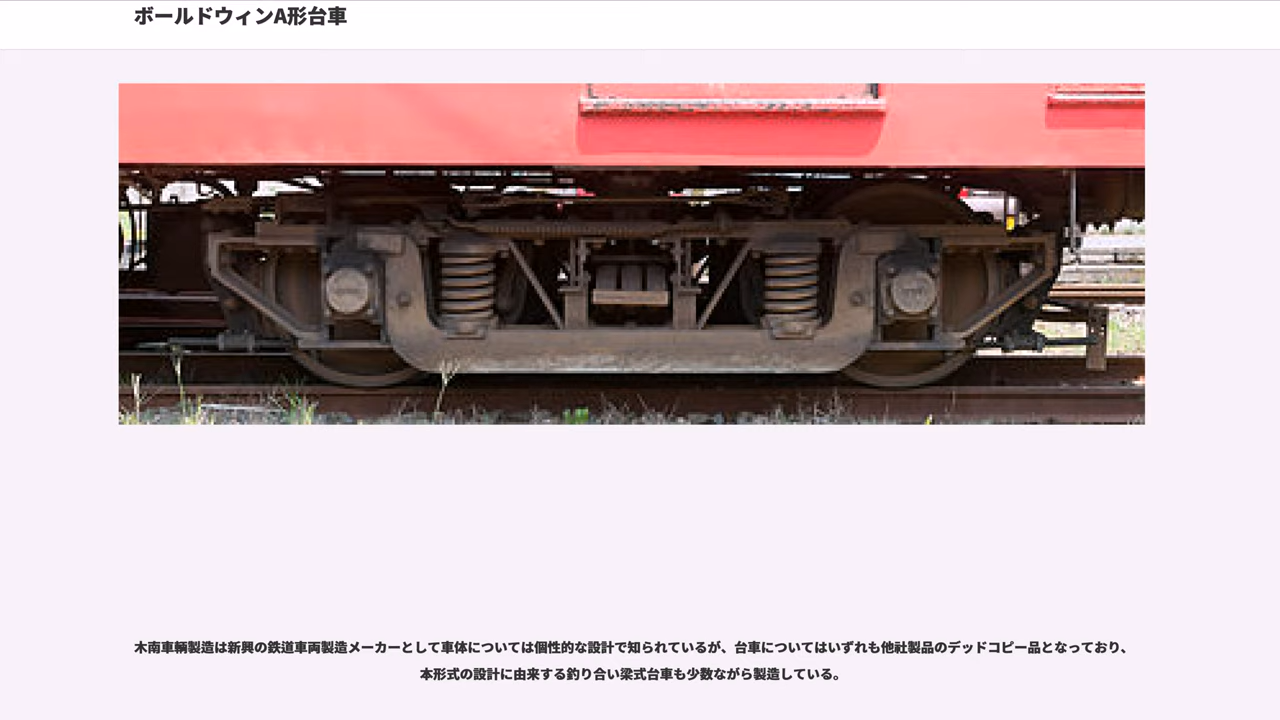 ボールドウィンA形台車
木南車輌製造は新興の鉄道車両製造メーカーとして車体については個性的な設計で知られているが、台車についてはいずれも他社製品のデッドコピー品となっており、
本形式の設計に由来する釣り合い梁式台車も少数ながら製造している。